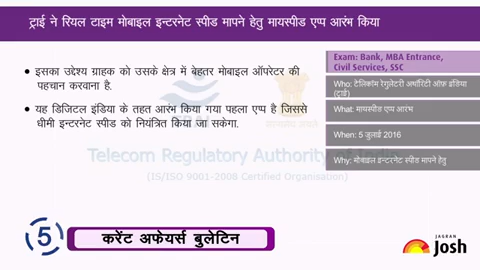 ट्राई ने रियल टाइम मोबाइल इन्टरनेट स्पीड मापने हेतु मायस्पीड एप्प आरंभ किया
इसका उद्देश्य ग्राहक को उसके क्षेत्र में बेहतर मोबाइल ऑपरेटर की
पहचान करवाना है.
यह डिजिटल इंडिया के तहत आरंभ किया गया पहला एप्प है जिससे
धीमी इन्टरनेट स्पीड को नियंत्रित किया जा सकेगा.
Exam: Bank, MBA Entrance,
Civil Services, SSC
Who: टेलिकॉम रेगुलेटरी अथॉरिटी ऑफ़ इंडिया
(ट्राई)
What: मायस्पीड एप्प आरंभ
When: 5 जुलाई 2016
Why: मोबाइल इन्टरनेट स्पीड मापने हेतु
Telecom Regulatory Authority of India
(IS/ISO 9001-2008 Certified Organisation)
5
करेंट अफेयर्स बुलेटिन
JAGRAN
Josh